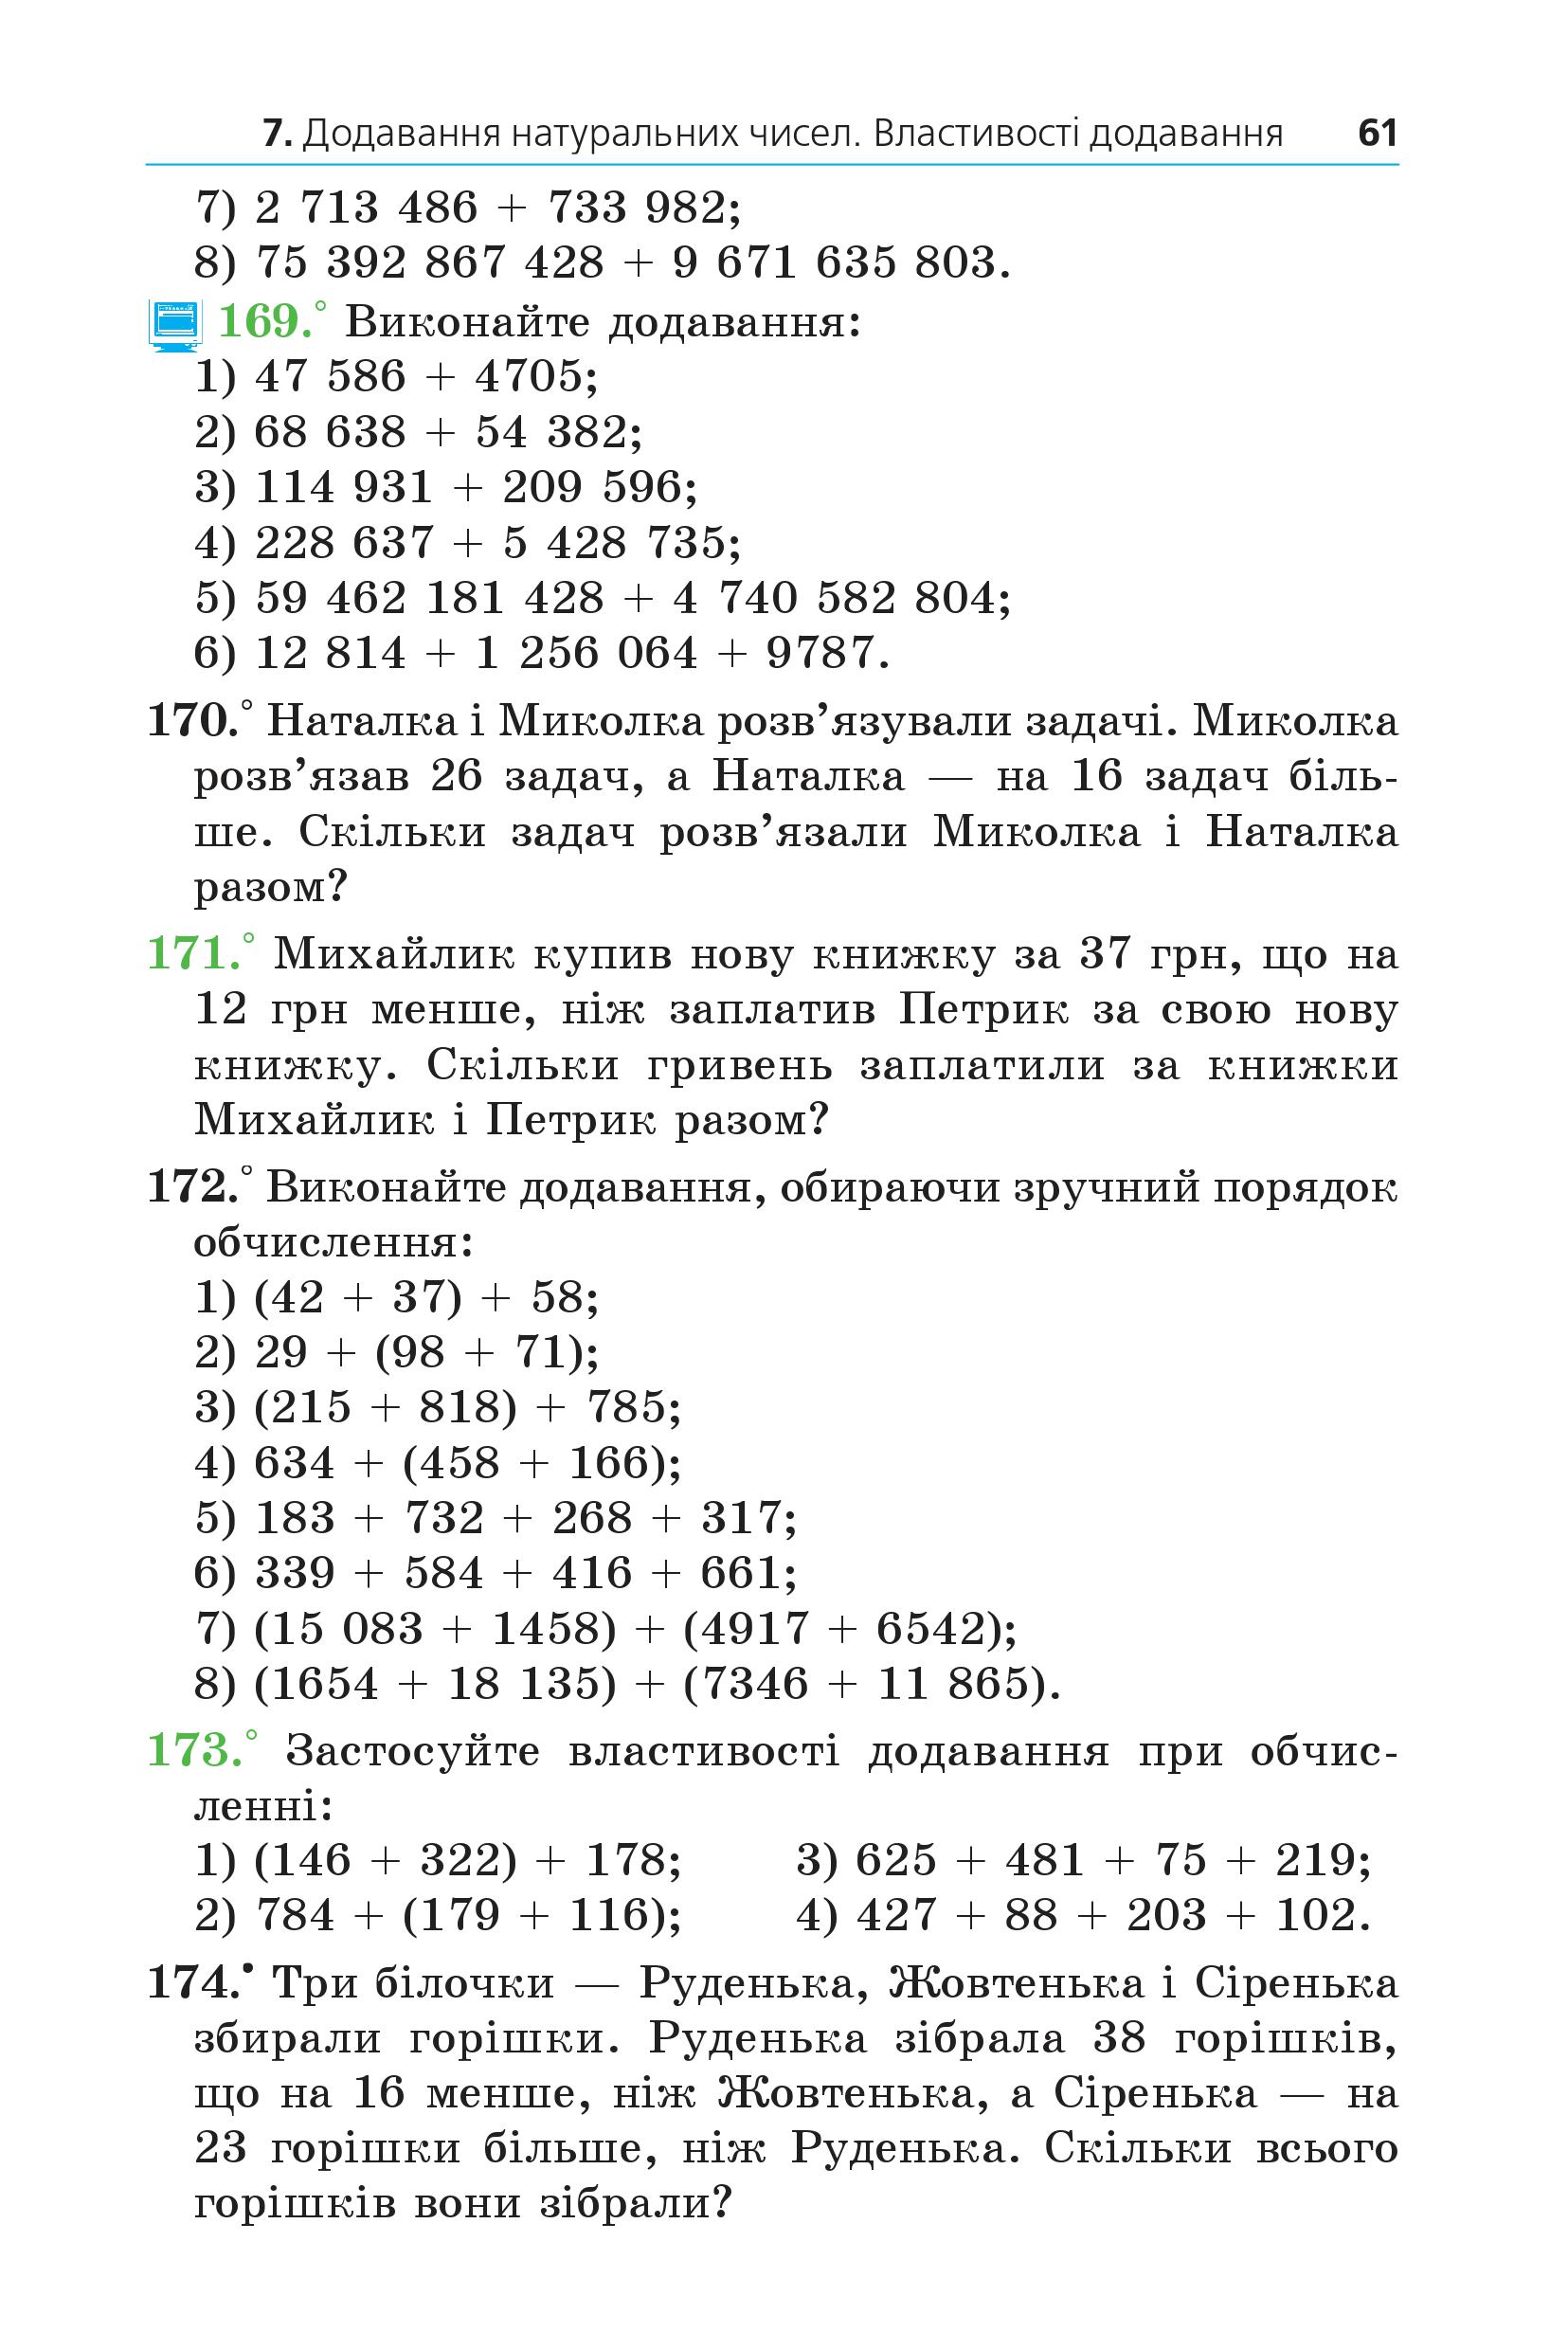 7. Додавання натуральних чисел. Властивості додавання 61
7) 2 713 486 + 733 982;
8) 75 392 867 428 + 9 671 635 803.
169.° Виконайте додавання:
1) 47 586 + 4705;
2) 68 638 + 54 382;
3) 114 931 + 209 596;
4) 228 637 + 5 428 735;
5) 59 462 181 428 + 4 740 582 804;
6) 12 814 + 1 256 064 + 9787.
170.° Наталка і Миколка розв’язували задачі. Миколка
розв’язав 26 задач, а Наталка — на 16 задач біль-
ше. Скільки задач розв’язали Миколка і Наталка
разом?
171.° Михайлик купив нову книжку за 37 грн, що на
12 грн менше, ніж заплатив Петрик за свою нову
книжку. Скільки гривень заплатили за книжки
Михайлик і Петрик разом?
172.° Виконайте додавання, обираючи зручний порядок
обчислення:
1) (42 + 37) + 58;
2) 29 + (98 + 71);
3) (215 + 818) + 785;
4) 634 + (458 + 166);
5) 183 + 732 + 268 + 317;
6) 339 + 584 + 416 + 661;
7) (15 083 + 1458) + (4917 + 6542);
8) (1654 + 18 135) + (7346 + 11 865).
173.° Застосуйте властивості додавання при обчис-
ленні:
1) (146 + 322) + 178; 3) 625 + 481 + 75 + 219;
2) 784 + (179 + 116); 4) 427 + 88 + 203 + 102.
174.• Три білочки — Руденька, Жовтенька і Сіренька
збирали горішки. Руденька зібрала 38 горішків,
що на 16 менше, ніж Жовтенька, а Сіренька — на
23 горішки більше, ніж Руденька. Скільки всього
горішків вони зібрали?